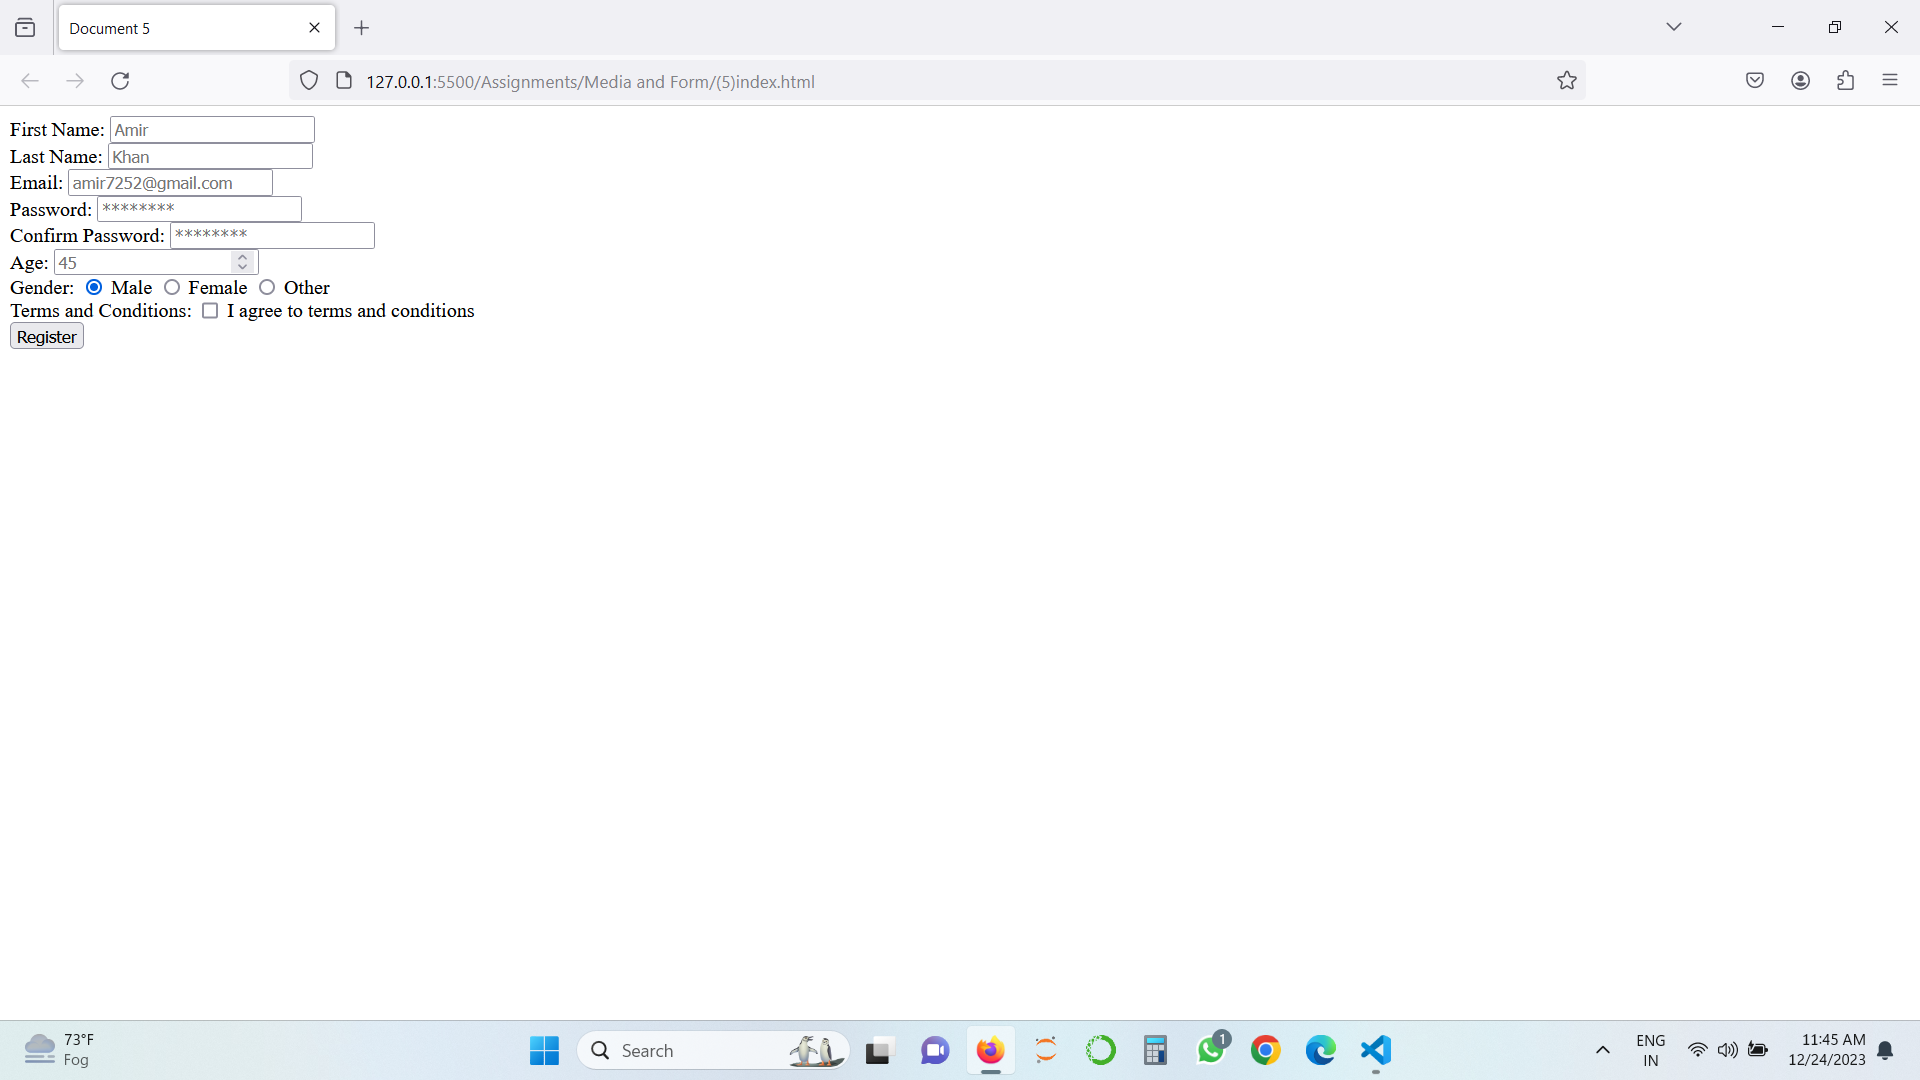 Document 5
127.0.0.1:5500/Assignments/Media and Form/(5)index.html
First Name: Amir
Last Name: Khan
Email: amir7252@gmail.com
Password: ********
Confirm Password: ********
Age: 45
Gender: Male Female Other
Terms and Conditions: I agree to terms and conditions
Register
73°F
Fog
Search
1
ENG
IN
11:45 AM
12/24/2023